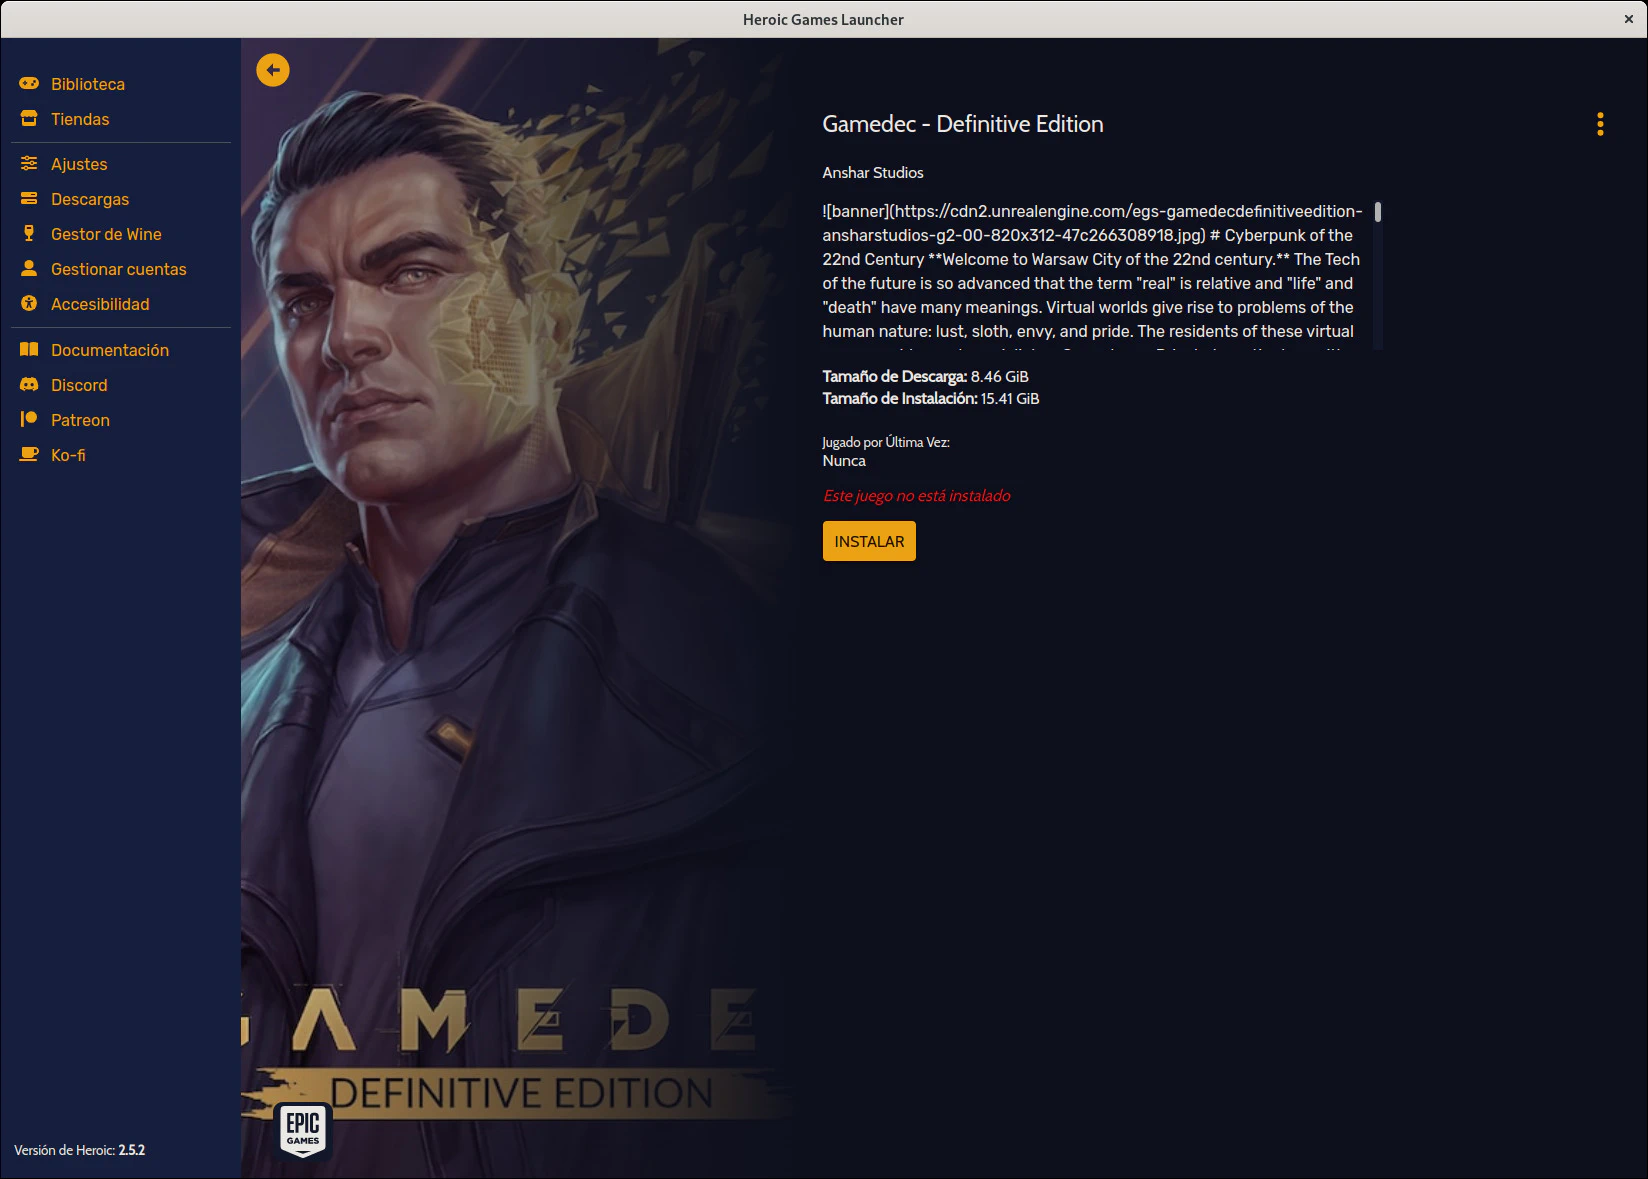 Heroic Games Launcher
Biblioteca
Tiendas
Ajustes
Descargas
Gestor de Wine
Gestionar cuentas
Accesibilidad
Documentación
Discord
Patreon
Ko-fi
Versión de Heroic: 2.5.2
GAMEDE
DEFINITIVE EDITION
EPIC
GAMES
Gamedec - Definitive Edition
Anshar Studios
![banner](https://cdn2.unrealengine.com/egs-gamedecdefinitiveedition-
ansharstudios-g2-00-820x312-47c266308918.jpg) # Cyberpunk of the
22nd Century **Welcome to Warsaw City of the 22nd century.** The Tech
of the future is so advanced that the term "real" is relative and "life" and
"death" have many meanings. Virtual worlds give rise to problems of the
human nature: lust, sloth, envy, and pride. The residents of these virtual
Tamaño de Descarga: 8.46 GiB
Tamaño de Instalación: 15.41 GiB
Jugado por Última Vez:
Nunca
Este juego no está instalado
INSTALAR